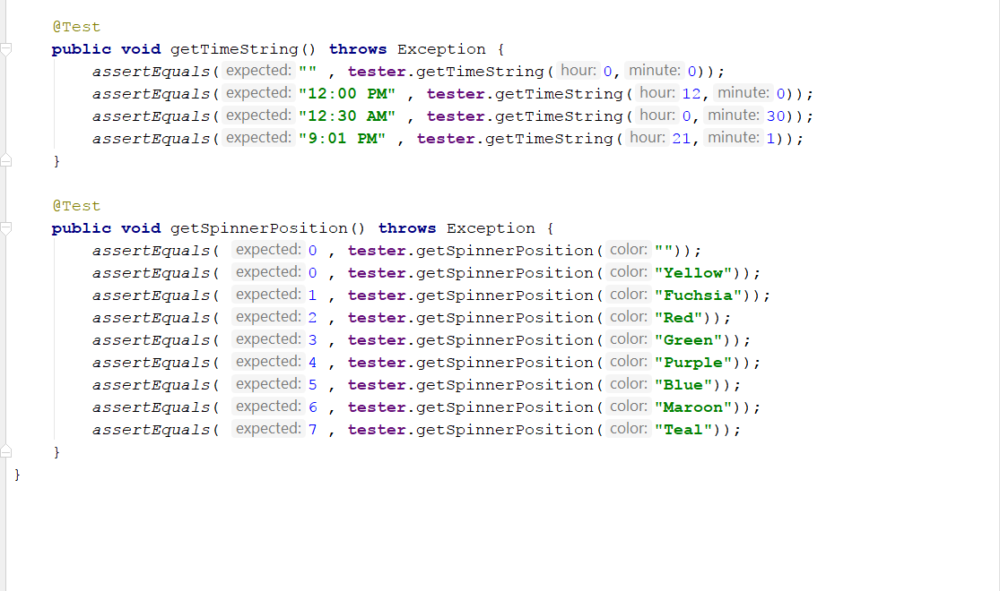 @Test
public void getTimeString() throws Exception {
assertEquals( expected: "" , tester.getTimeString( hour: 0, minute: 0));
assertEquals( expected: "12:00 PM" , tester.getTimeString( hour: 12, minute: 0));
assertEquals( expected: "12:30 AM" , tester.getTimeString( hour: 0, minute: 30));
assertEquals( expected: "9:01 PM" , tester.getTimeString( hour: 21, minute: 1));
}
@Test
public void getSpinnerPosition() throws Exception {
assertEquals( expected: 0 , tester.getSpinnerPosition( color: ""));
assertEquals( expected: 0 , tester.getSpinnerPosition( color: "Yellow"));
assertEquals( expected: 1 , tester.getSpinnerPosition( color: "Fuchsia"));
assertEquals( expected: 2 , tester.getSpinnerPosition( color: "Red"));
assertEquals( expected: 3 , tester.getSpinnerPosition( color: "Green"));
assertEquals( expected: 4 , tester.getSpinnerPosition( color: "Purple"));
assertEquals( expected: 5 , tester.getSpinnerPosition( color: "Blue"));
assertEquals( expected: 6 , tester.getSpinnerPosition( color: "Maroon"));
assertEquals( expected: 7 , tester.getSpinnerPosition( color: "Teal"));
}
}